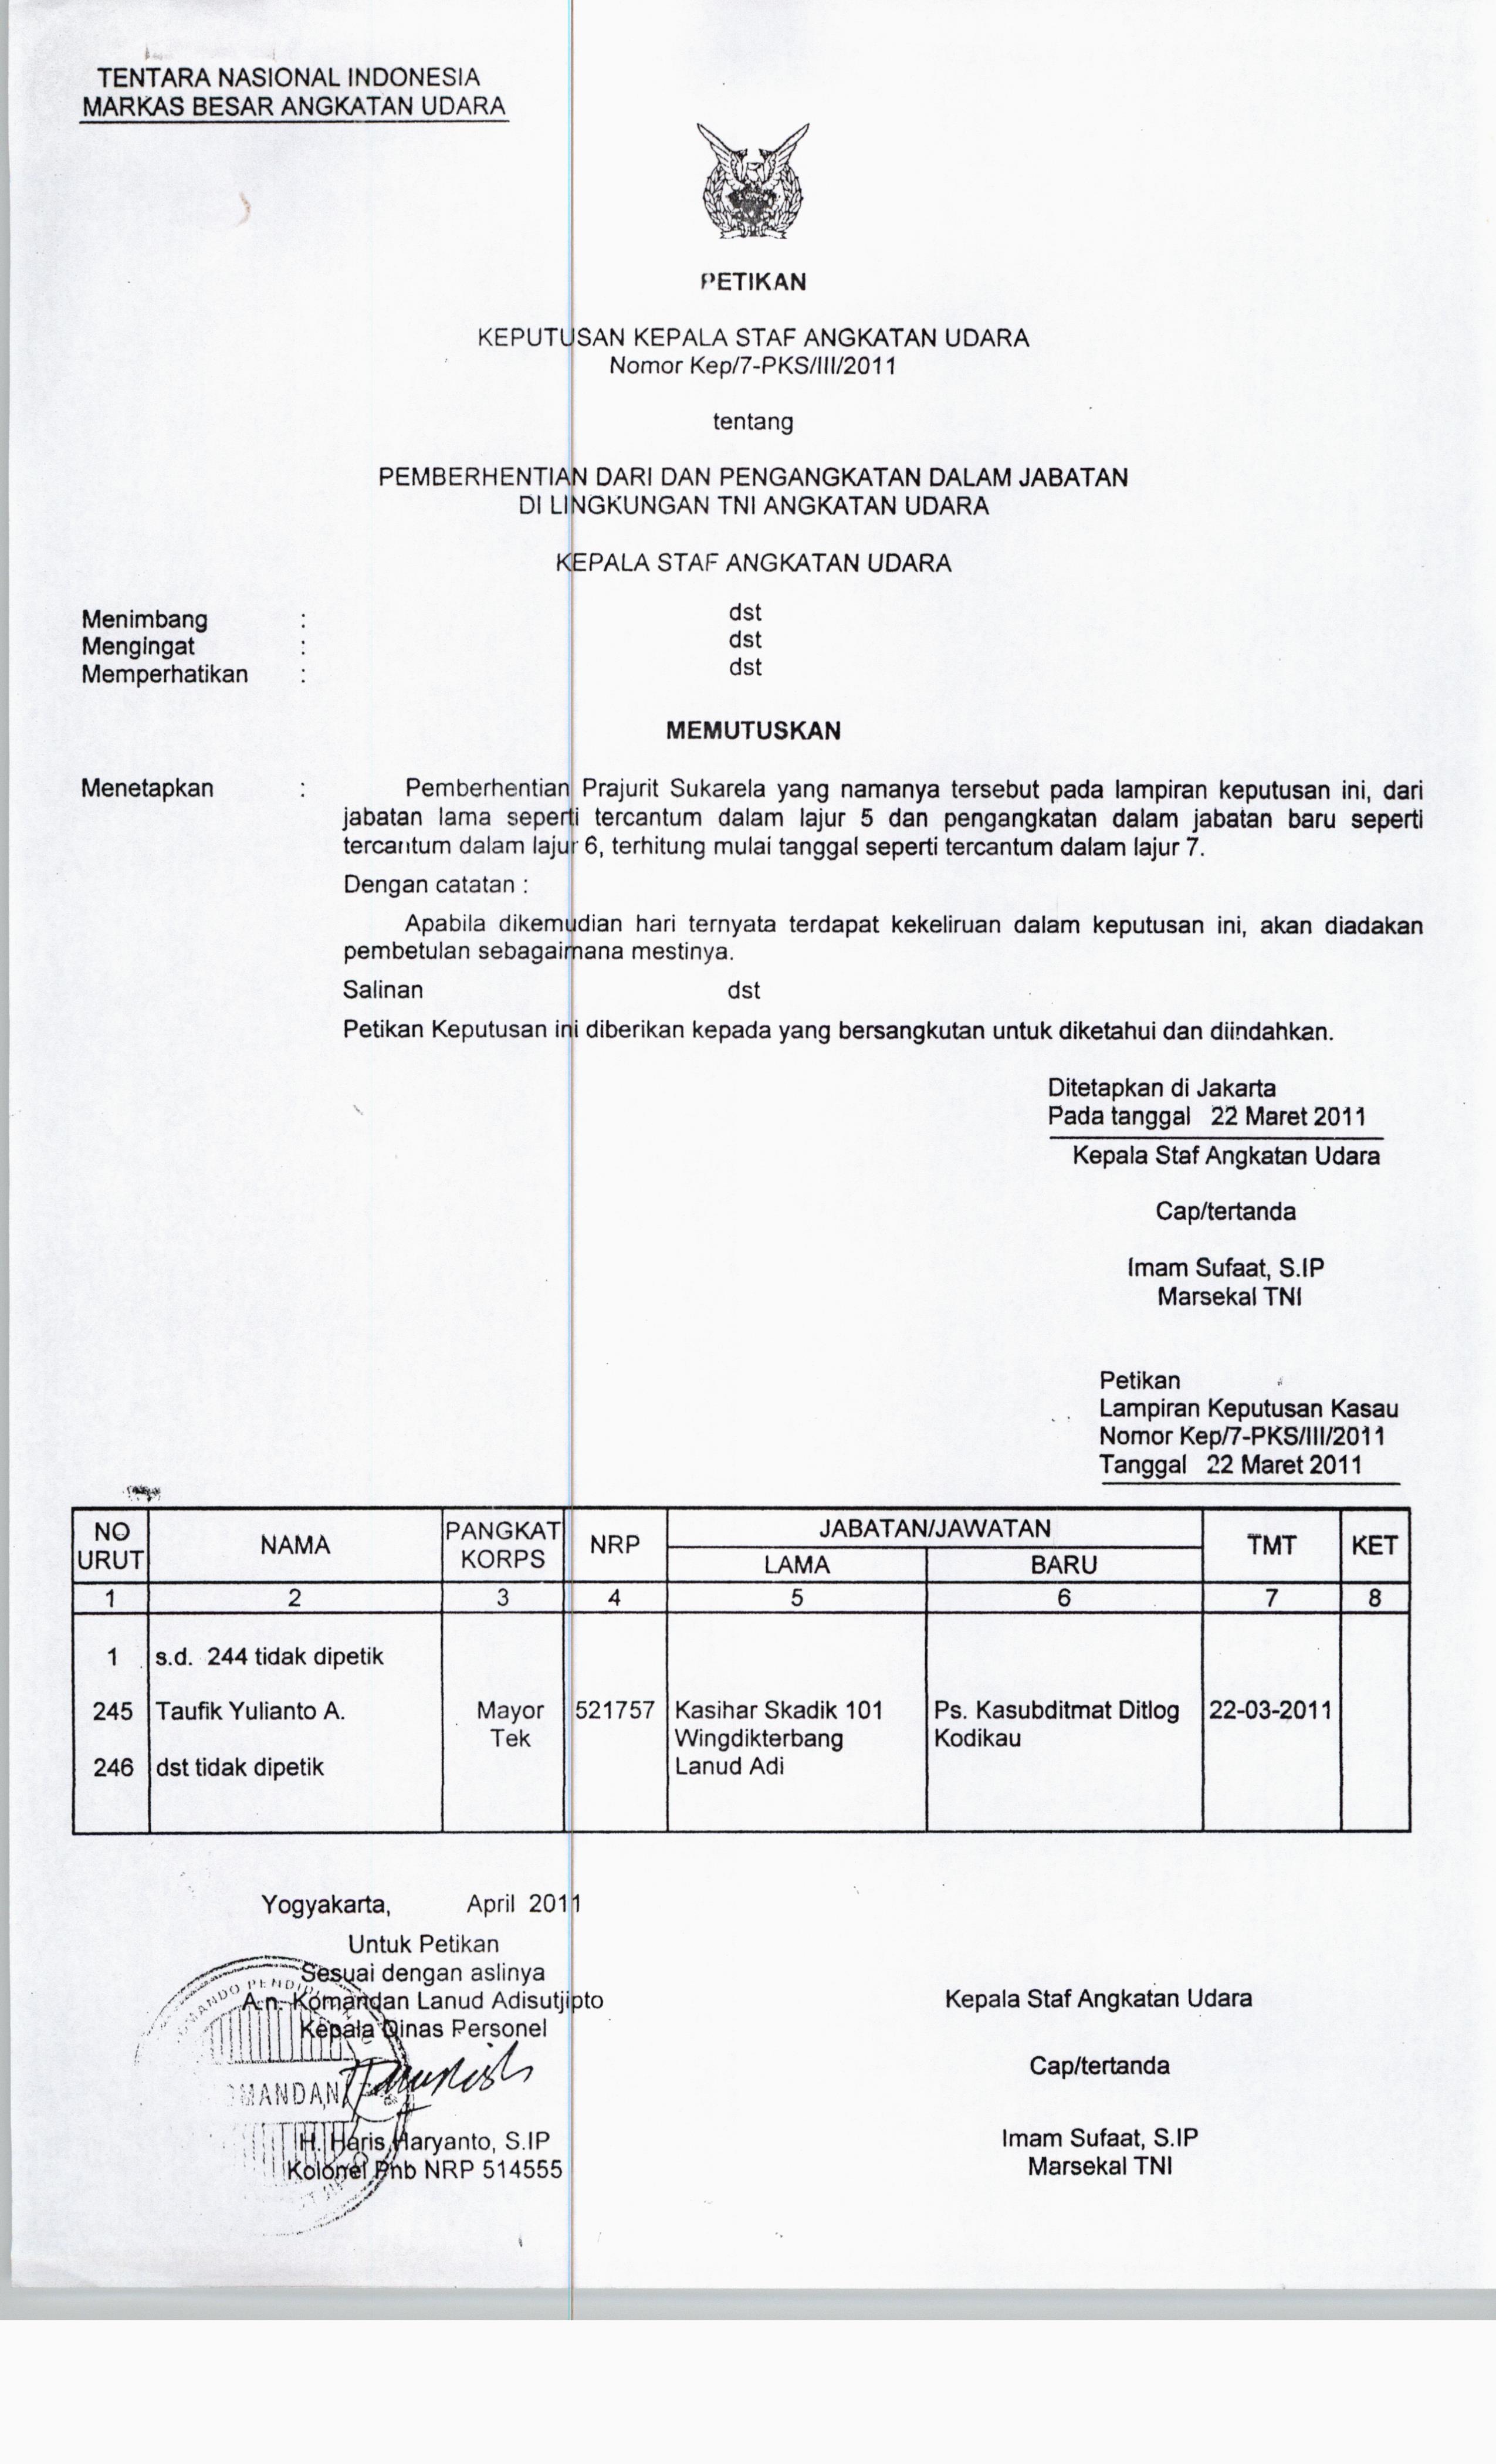 TENTARA NASIONAL INDONESIA
MARKAS BESAR ANGKATAN UDARA
PETIKAN
KEPUTUSAN KEPALA STAF ANGKATAN UDARA
Nomor Kep/7-PKS/III/2011
tentang
PEMBERHENTIAN DARI DAN PENGANGKATAN DALAM JABATAN
DI LINGKUNGAN TNI ANGKATAN UDARA
KEPALA STAF ANGKATAN UDARA
Menimbang : dst
Mengingat : dst
Memperhatikan : dst
MEMUTUSKAN
Menetapkan : Pemberhentian Prajurit Sukarela yang namanya tersebut pada lampiran keputusan ini, dari
jabatan lama seperti tercantum dalam lajur 5 dan pengangkatan dalam jabatan baru seperti
tercantum dalam lajur 6, terhitung mulai tanggal seperti tercantum dalam lajur 7.
Dengan catatan :
Apabila dikemudian hari ternyata terdapat kekeliruan dalam keputusan ini, akan diadakan
pembetulan sebagaimana mestinya.
Salinan dst
Petikan Keputusan ini diberikan kepada yang bersangkutan untuk diketahui dan diindahkan.
Ditetapkan di Jakarta
Pada tanggal 22 Maret 2011
Kepala Staf Angkatan Udara
Cap/tertanda
Imam Sufaat, S.IP
Marsekal TNI
Petikan
Lampiran Keputusan Kasau
Nomor Kep/7-PKS/III/2011
Tanggal 22 Maret 2011
NO URUT NAMA PANGKAT KORPS NRP JABATAN/JAWATAN TMT KET
LAMA BARU
1 2 3 4 5 6 7 8
1 s.d. 244 tidak dipetik
245 Taufik Yulianto A. Mayor 521757 Kasihar Skadik 101 Ps. Kasubditmat Ditlog 22-03-2011
Tek Wingdikterbang Kodikau
246 dst tidak dipetik Lanud Adi
Yogyakarta, April 2011
Untuk Petikan
Sesuai dengan aslinya
A.n. Komandan Lanud Adisutjipto
Kepala Dinas Personel
H. Haris Haryanto, S.IP
Kolonel Pnb NRP 514555
Kepala Staf Angkatan Udara
Cap/tertanda
Imam Sufaat, S.IP
Marsekal TNI